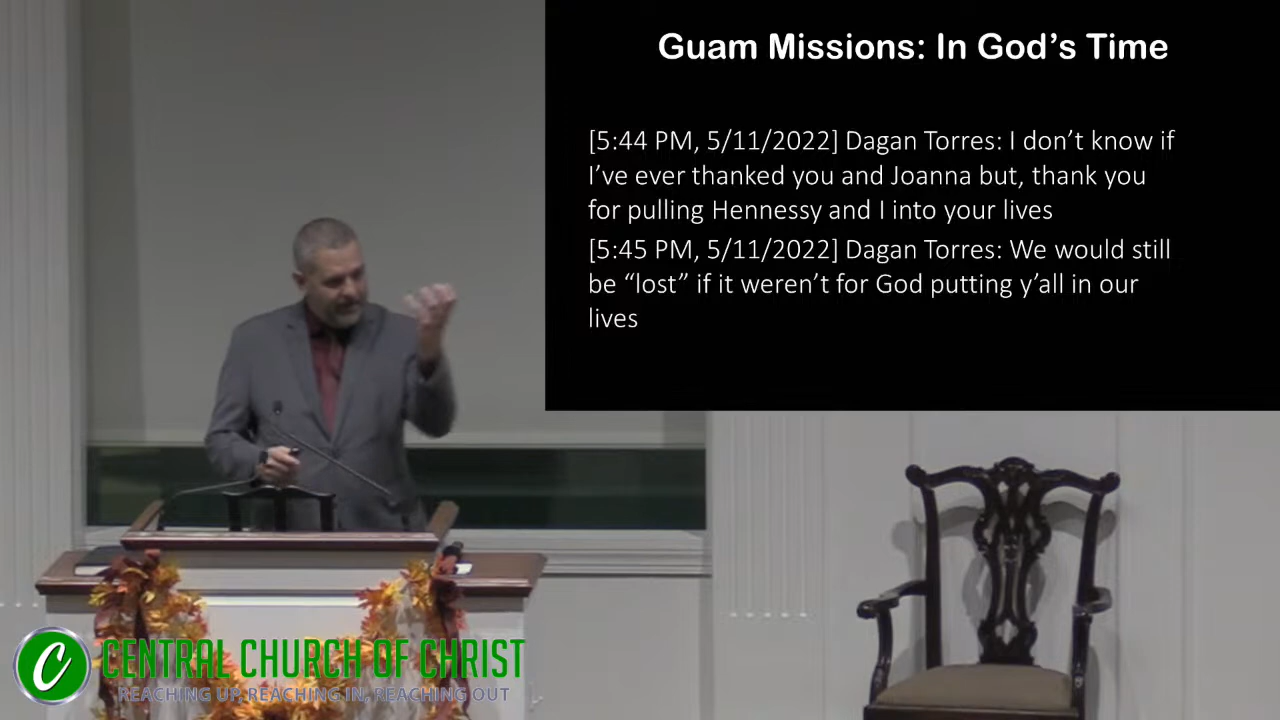 Guam Missions: In God’s Time
[5:44 PM, 5/11/2022] Dagan Torres: I don’t know if
I’ve ever thanked you and Joanna but, thank you
for pulling Hennessy and I into your lives
[5:45 PM, 5/11/2022] Dagan Torres: We would still
be “lost” if it weren’t for God putting y’all in our
lives
C CENTRAL CHURCH OF CHRIST
REACHING UP, REACHING IN, REACHING OUT